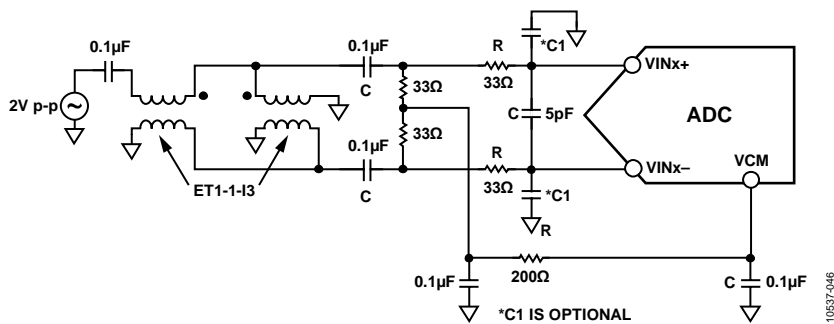 0.1µF
2V p-p
ET1-1-I3
0.1µF
C
0.1µF
C
33Ω
33Ω
R
33Ω
R
33Ω
*C1
C
5pF
*C1
R
VINx+
ADC
VINx–
VCM
0.1µF
200Ω
C
0.1µF
*C1 IS OPTIONAL
10537-046